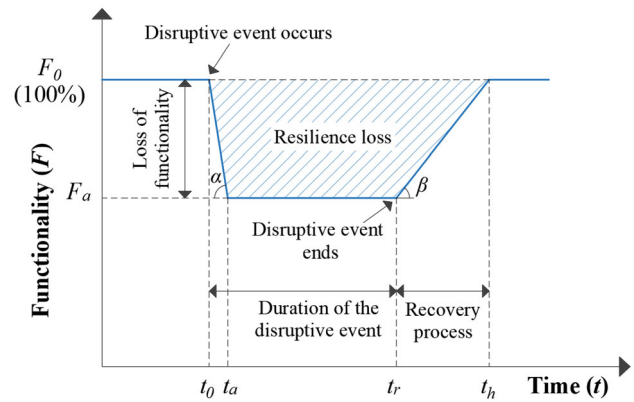 Disruptive event occurs
F0
(100%)
Loss of
functionality
Resilience loss
Functionality (F)
α
β
Fa
Disruptive event
ends
Duration of the
disruptive event
Recovery
process
t0 ta tr th Time (t)